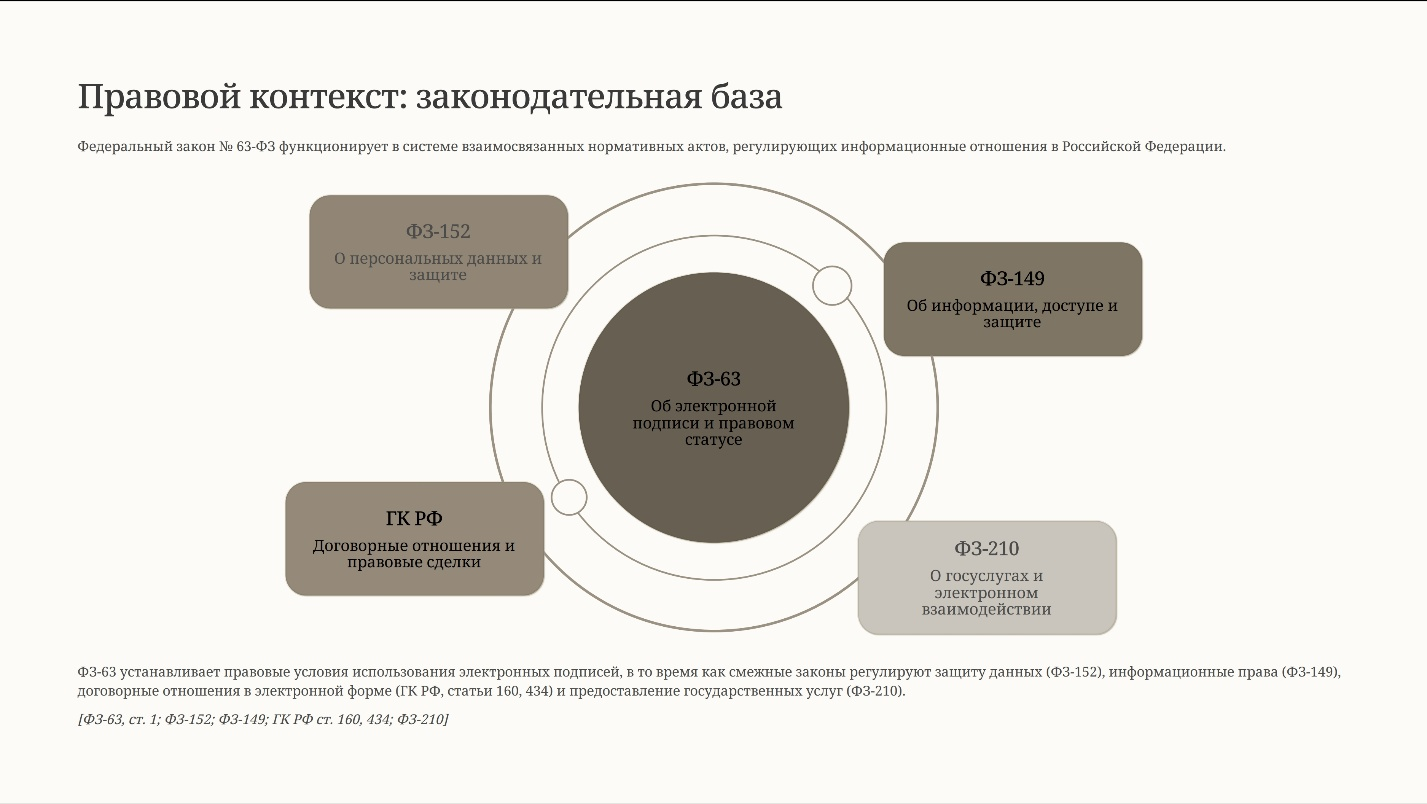 Правовой контекст: законодательная база
Федеральный закон № 63-ФЗ функционирует в системе взаимосвязанных нормативных актов, регулирующих информационные отношения в Российской Федерации.
ФЗ-152
О персональных данных и
защите
ФЗ-149
Об информации, доступе и
защите
ФЗ-63
Об электронной
подписи и правовом
статусе
ГК РФ
Договорные отношения и
правовые сделки
ФЗ-210
О госуслугах и
электронном
взаимодействии
ФЗ-63 устанавливает правовые условия использования электронных подписей, в то время как смежные законы регулируют защиту данных (ФЗ-152), информационные права (ФЗ-149),
договорные отношения в электронной форме (ГК РФ, статьи 160, 434) и предоставление государственных услуг (ФЗ-210).
[ФЗ-63, ст. 1; ФЗ-152; ФЗ-149; ГК РФ ст. 160, 434; ФЗ-210]